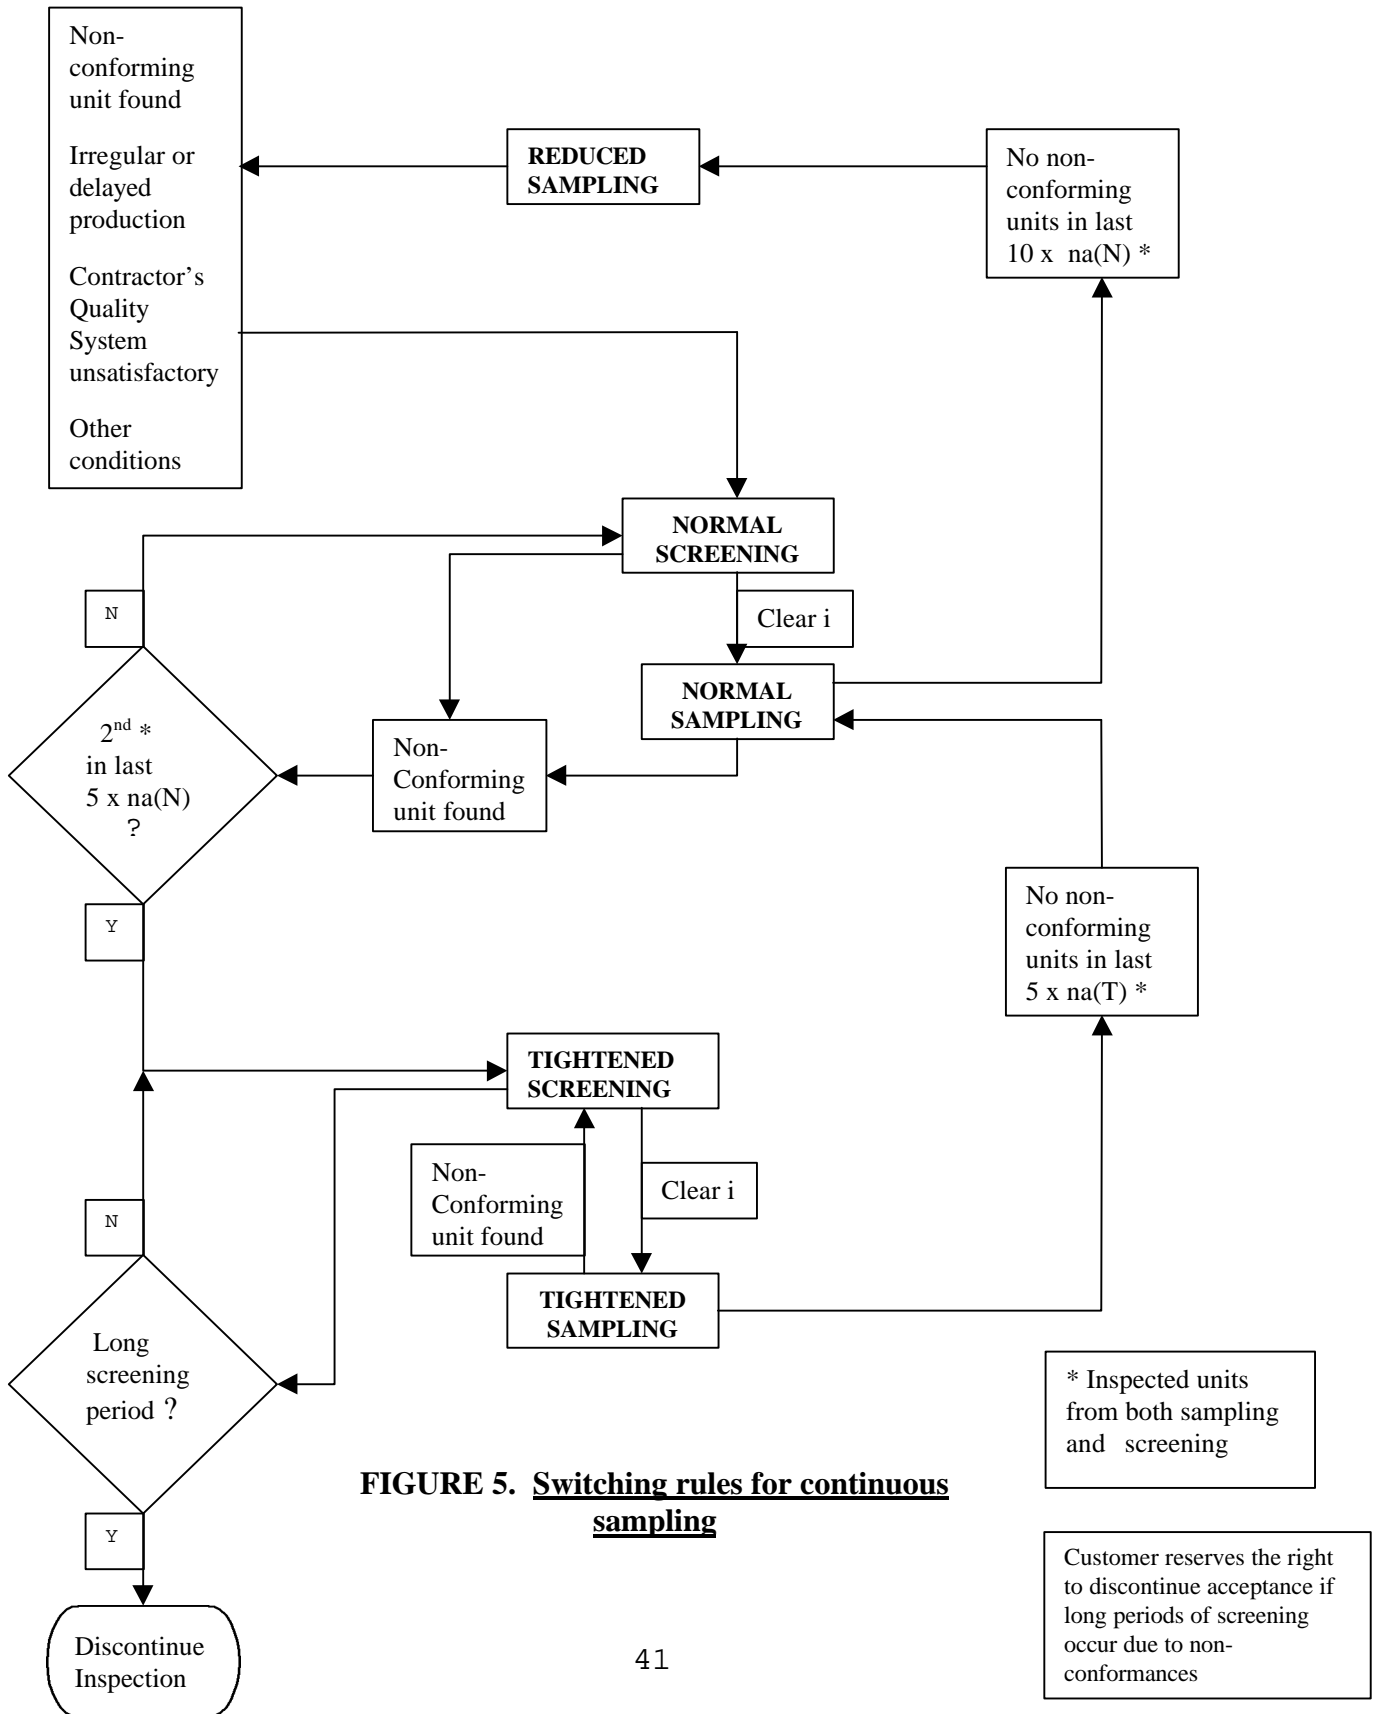 Non-
conforming
unit found
Irregular or
delayed
production
Contractor’s
Quality
System
unsatisfactory
Other
conditions
REDUCED
SAMPLING
No non-
conforming
units in last
10 x na(N) *
NORMAL
SCREENING
N
Clear i
NORMAL
SAMPLING
2nd *
in last
5 x na(N)
?
Non-
Conforming
unit found
Y
No non-
conforming
units in last
5 x na(T) *
TIGHTENED
SCREENING
Non-
Conforming
unit found
Clear i
N
TIGHTENED
SAMPLING
Long
screening
period ?
* Inspected units
from both sampling
and screening
FIGURE 5. Switching rules for continuous
sampling
Y
Customer reserves the right
to discontinue acceptance if
long periods of screening
occur due to non-
conformances
Discontinue
Inspection
41